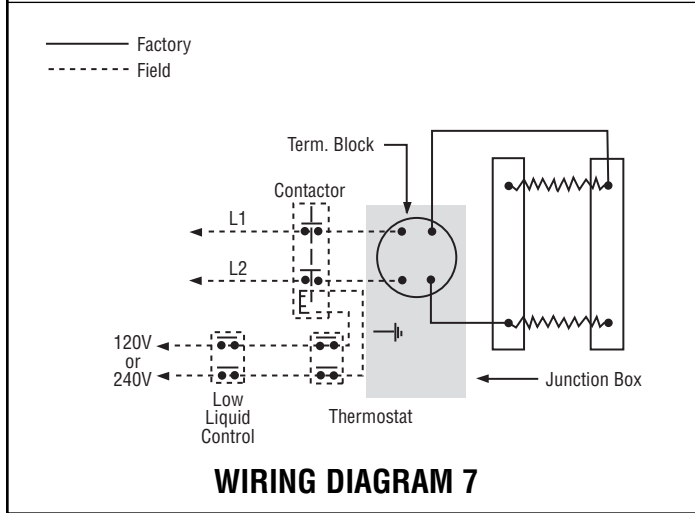 Factory
Field
Term. Block
Contactor
L1
L2
120V
or
240V
Low
Liquid
Control
Thermostat
Junction Box
WIRING DIAGRAM 7